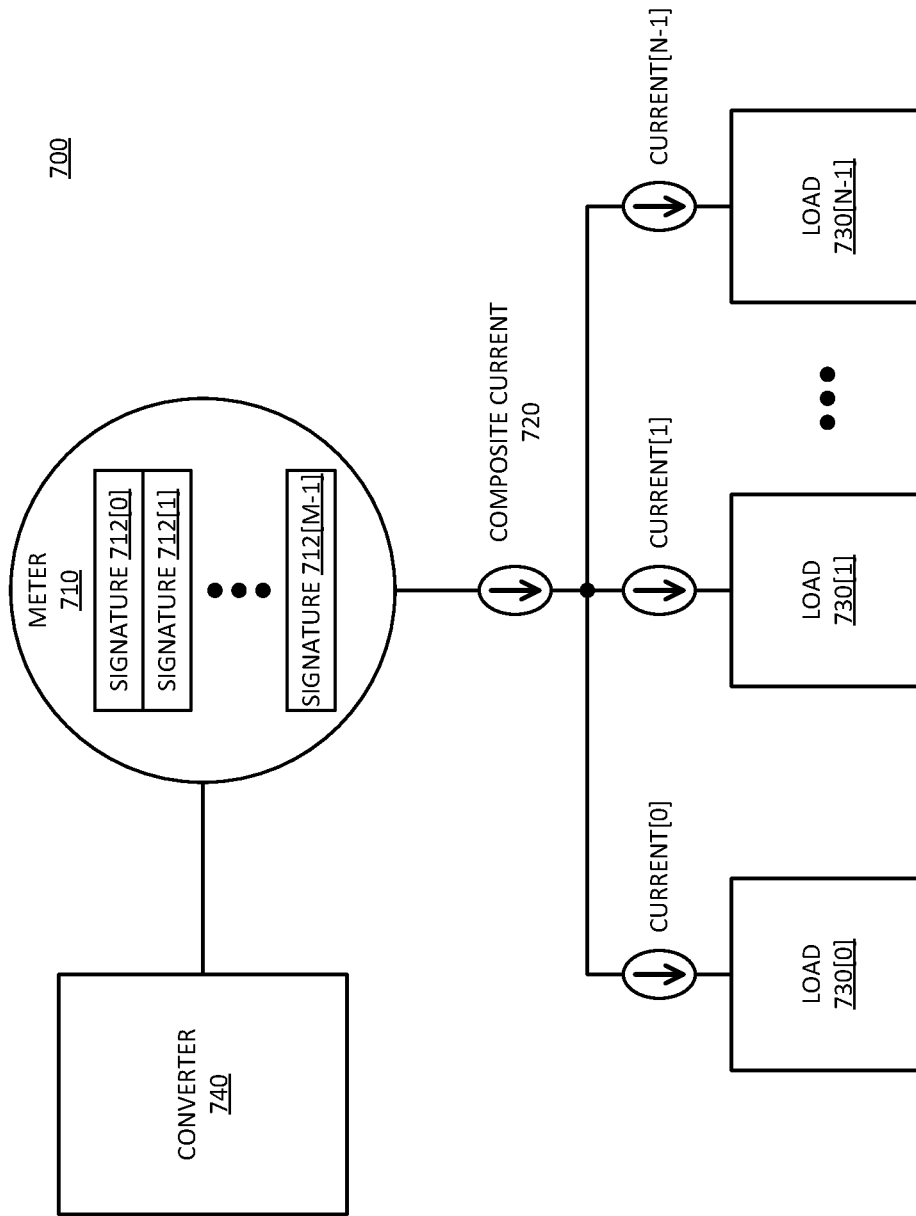 700
METER
710
SIGNATURE 712[0]
SIGNATURE 712[1]
SIGNATURE 712[M-1]
CONVERTER
740
COMPOSITE CURRENT
720
CURRENT[0]
CURRENT[1]
CURRENT[N-1]
LOAD
730[0]
LOAD
730[1]
LOAD
730[N-1]